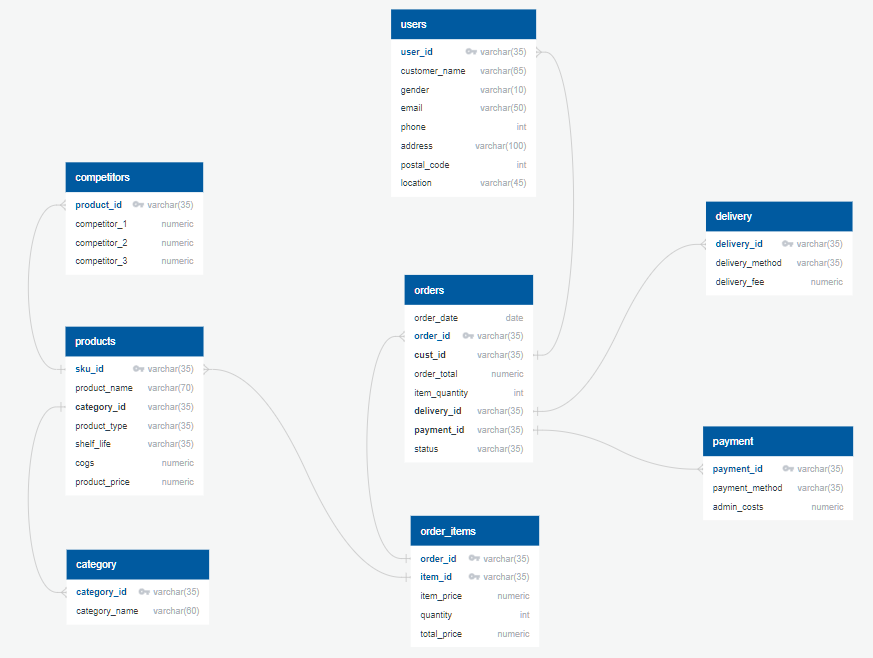 users
user_id varchar(35)
customer_name varchar(65)
gender varchar(10)
email varchar(50)
phone int
address varchar(100)
postal_code int
location varchar(45)
competitors
product_id varchar(35)
competitor_1 numeric
competitor_2 numeric
competitor_3 numeric
delivery
delivery_id varchar(35)
delivery_method varchar(35)
delivery_fee numeric
orders
order_date date
order_id varchar(35)
cust_id varchar(35)
order_total numeric
item_quantity int
delivery_id varchar(35)
payment_id varchar(35)
status varchar(35)
products
sku_id varchar(35)
product_name varchar(70)
category_id varchar(35)
product_type varchar(35)
shelf_life varchar(35)
cogs numeric
product_price numeric
payment
payment_id varchar(35)
payment_method varchar(35)
admin_costs numeric
order_items
order_id varchar(35)
item_id varchar(35)
item_price numeric
quantity int
total_price numeric
category
category_id varchar(35)
category_name varchar(60)